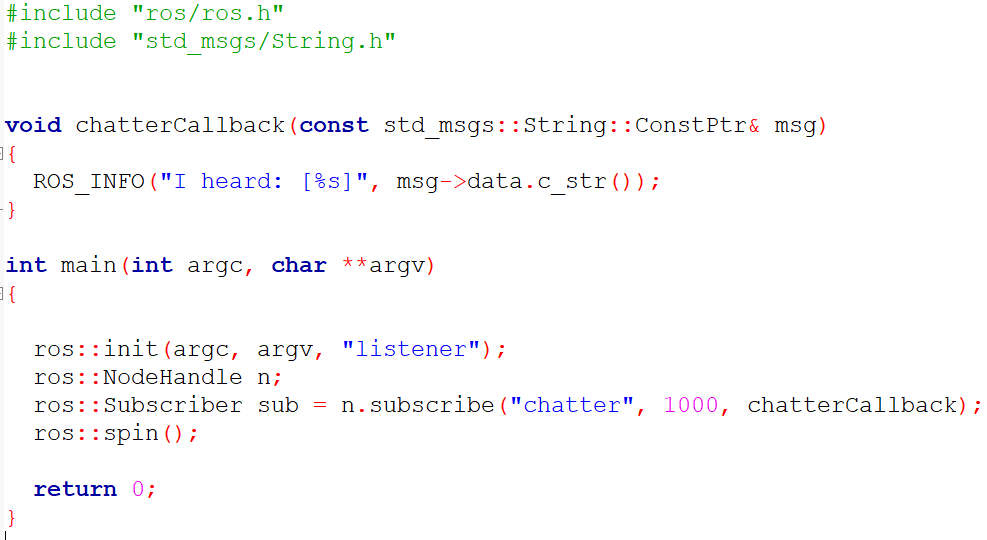 #include "ros/ros.h"
#include "std_msgs/String.h"
void chatterCallback(const std_msgs::String::ConstPtr& msg)
{
  ROS_INFO("I heard: [%s]", msg->data.c_str());
}
int main(int argc, char **argv)
{
  ros::init(argc, argv, "listener");
  ros::NodeHandle n;
  ros::Subscriber sub = n.subscribe("chatter", 1000, chatterCallback);
  ros::spin();
  return 0;
}